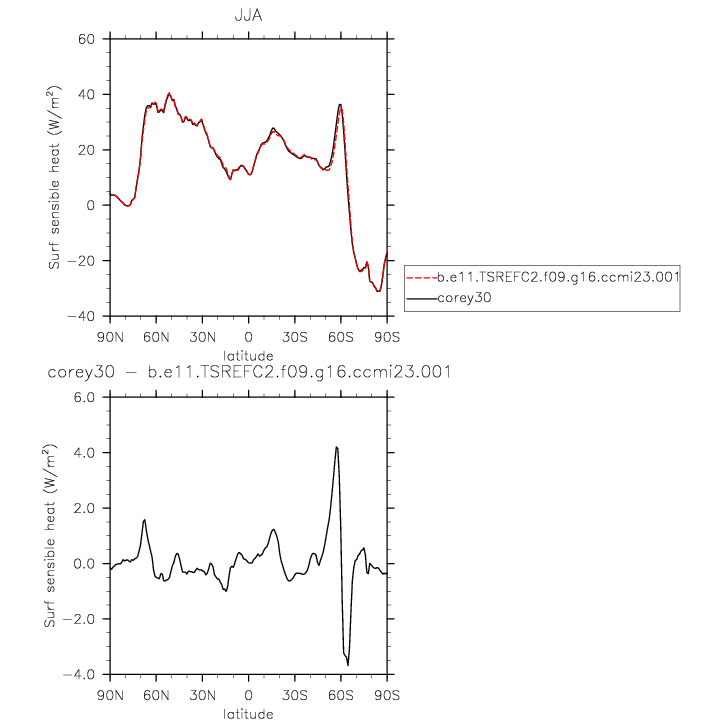 JJA
60
40
20
0
−20
−40
Surf sensible heat (W/m²)
90N 60N 30N 0 30S 60S 90S
latitude
b.e11.TSREFC2.f09.g16.ccmi23.001
corey30
corey30 − b.e11.TSREFC2.f09.g16.ccmi23.001
6.0
4.0
2.0
0.0
−2.0
−4.0
Surf sensible heat (W/m²)
90N 60N 30N 0 30S 60S 90S
latitude